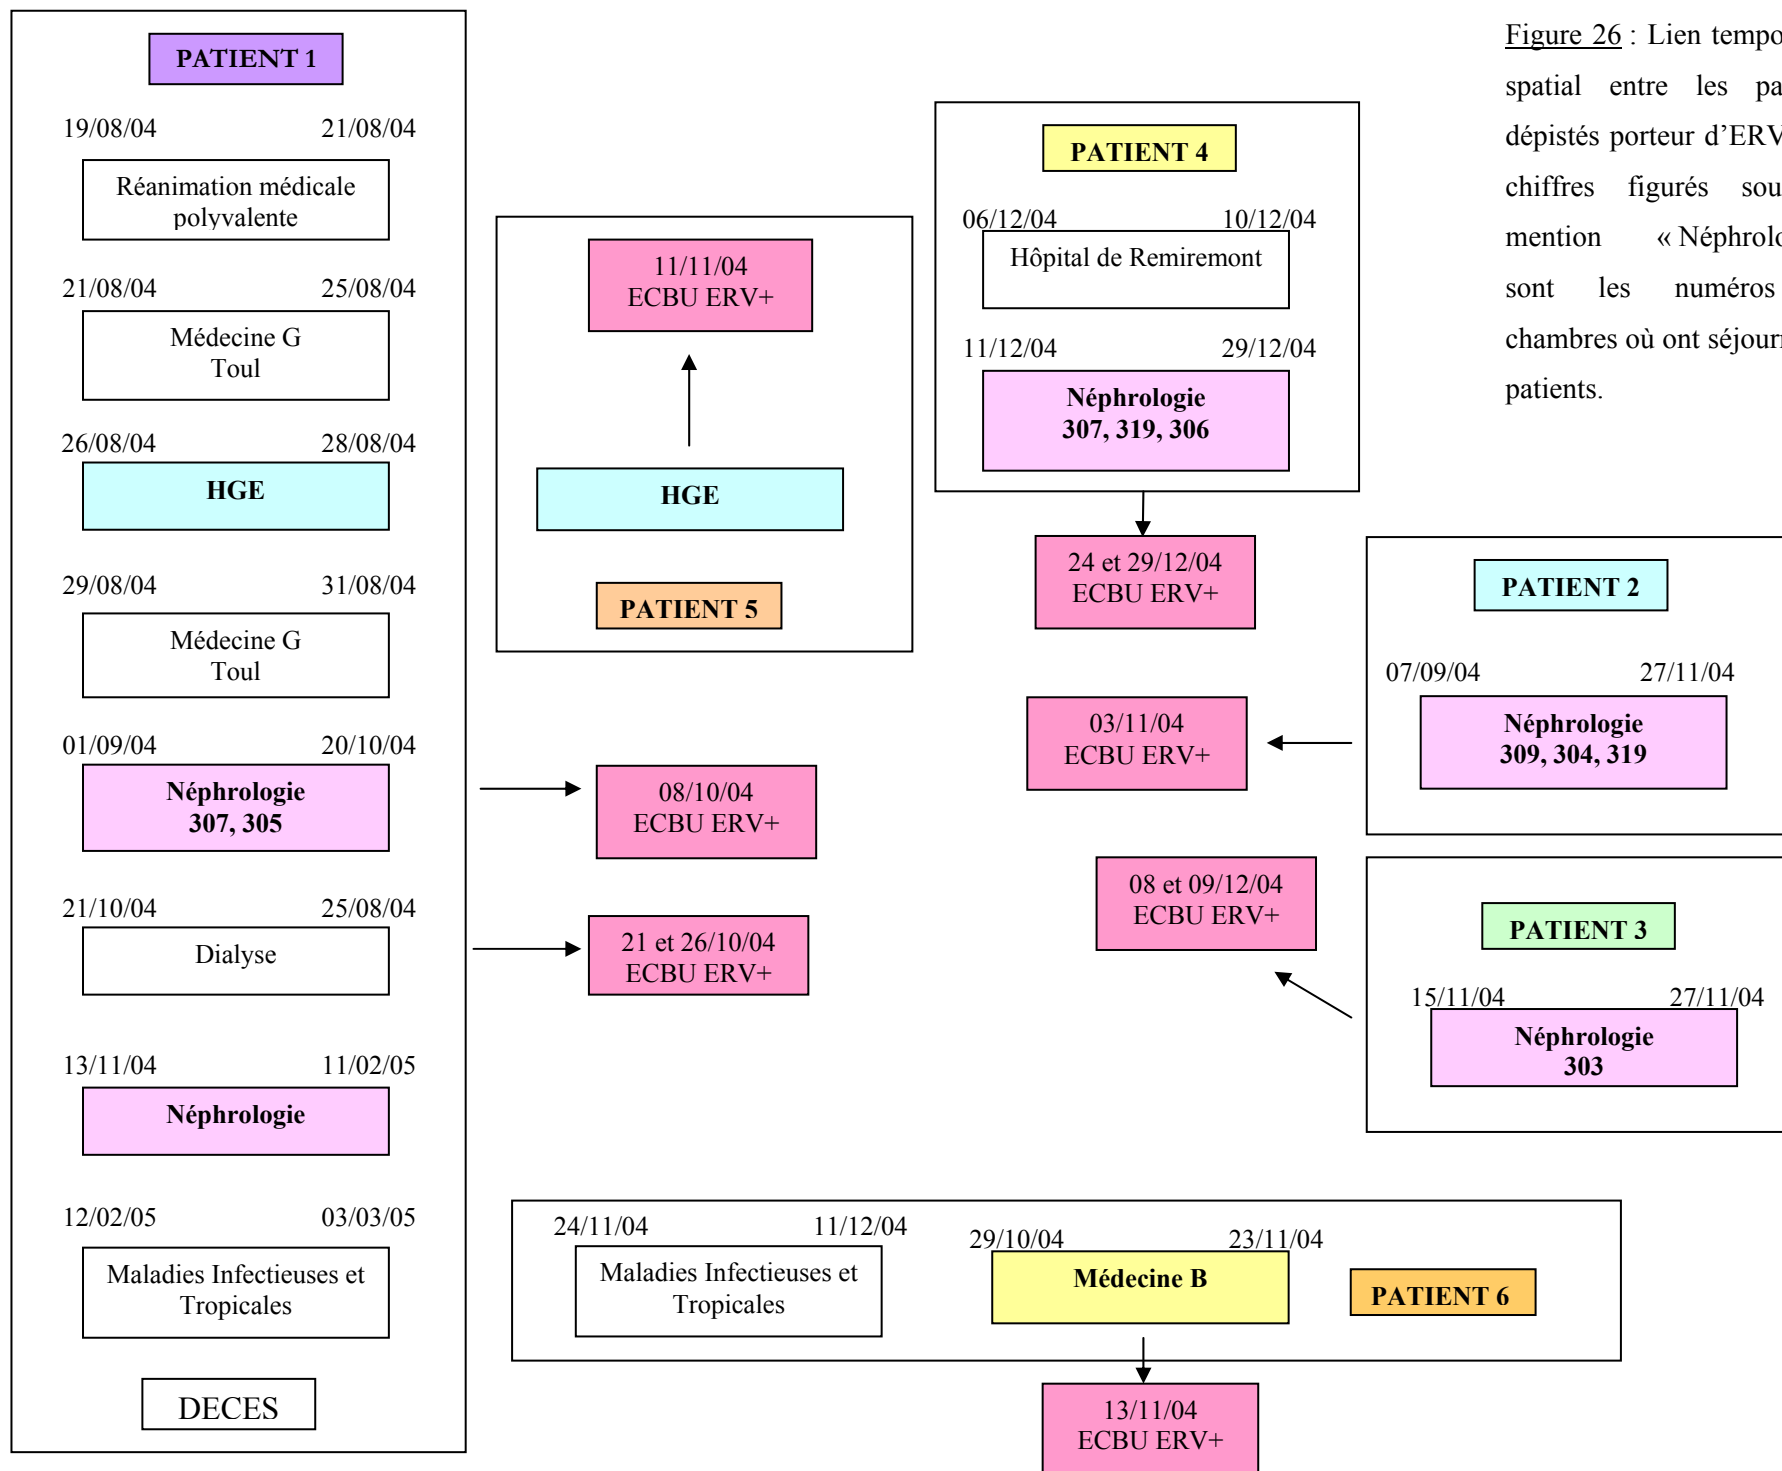 PATIENT 1
19/08/04 21/08/04
Réanimation médicale
polyvalente
21/08/04 25/08/04
Médecine G
Toul
26/08/04 28/08/04
HGE
29/08/04 31/08/04
Médecine G
Toul
01/09/04 20/10/04
Néphrologie
307, 305
21/10/04 25/08/04
Dialyse
13/11/04 11/02/05
Néphrologie
12/02/05 03/03/05
Maladies Infectieuses et
Tropicales
DECES
08/10/04
ECBU ERV+
21 et 26/10/04
ECBU ERV+
11/11/04
ECBU ERV+
HGE
PATIENT 5
PATIENT 4
06/12/04 10/12/04
Hôpital de Remiremont
11/12/04 29/12/04
Néphrologie
307, 319, 306
24 et 29/12/04
ECBU ERV+
Figure 26 : Lien tempo
spatial entre les pa
dépistés porteur d’ERV
chiffres figurés sou
mention « Néphrolo
sont les numéros
chambres où ont séjourn
patients.
PATIENT 2
07/09/04 27/11/04
Néphrologie
309, 304, 319
03/11/04
ECBU ERV+
PATIENT 3
15/11/04 27/11/04
Néphrologie
303
08 et 09/12/04
ECBU ERV+
24/11/04 11/12/04
Maladies Infectieuses et
Tropicales
29/10/04 23/11/04
Médecine B
PATIENT 6
13/11/04
ECBU ERV+